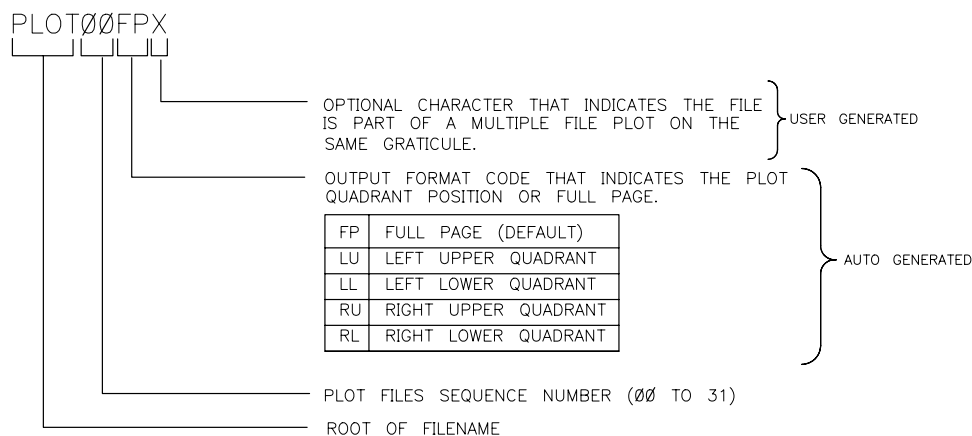 PLOTØØFPX
OPTIONAL CHARACTER THAT INDICATES THE FILE
IS PART OF A MULTIPLE FILE PLOT ON THE
SAME GRATICULE.
USER GENERATED
OUTPUT FORMAT CODE THAT INDICATES THE PLOT
QUADRANT POSITION OR FULL PAGE.
FP FULL PAGE (DEFAULT)
LU LEFT UPPER QUADRANT
LL LEFT LOWER QUADRANT
RU RIGHT UPPER QUADRANT
RL RIGHT LOWER QUADRANT
AUTO GENERATED
PLOT FILES SEQUENCE NUMBER (ØØ TO 31)
ROOT OF FILENAME